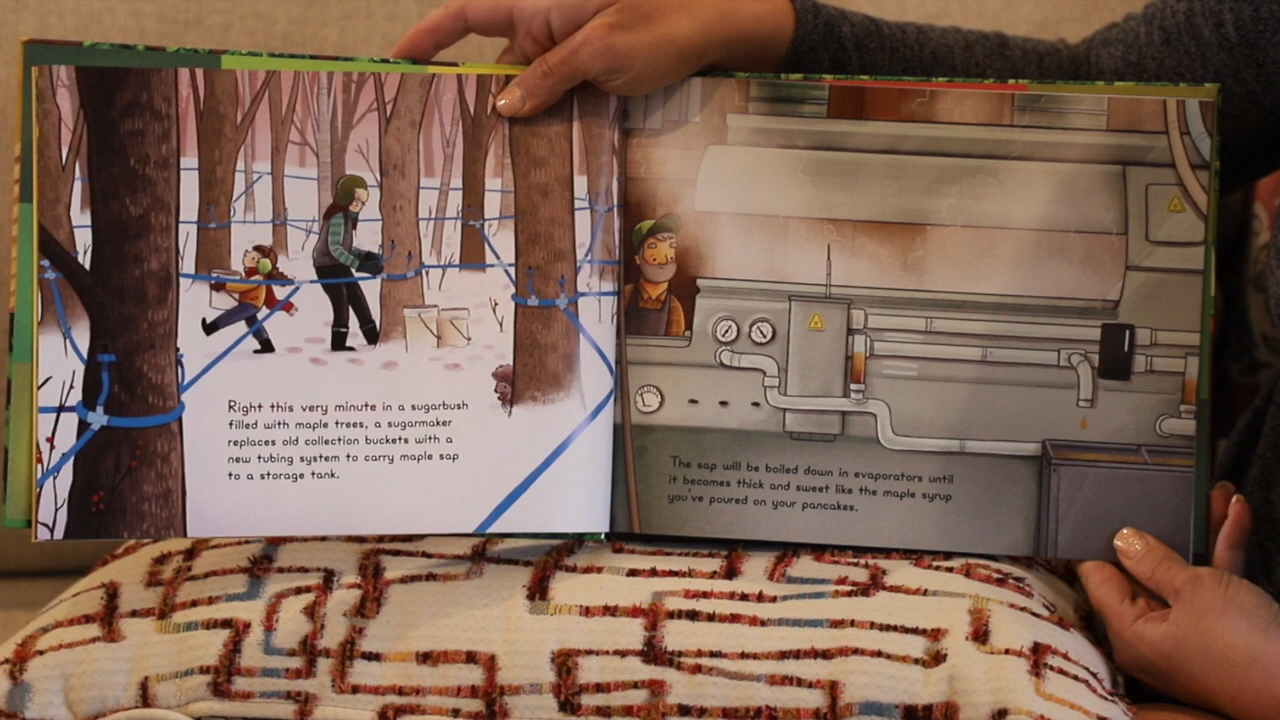 Right this very minute in a sugarbush
filled with maple trees, a sugarmaker
replaces old collection buckets with a
new tubing system to carry maple sap
to a storage tank.
The sap will be boiled down in evaporators until
it becomes thick and sweet like the maple syrup
you've poured on your pancakes.